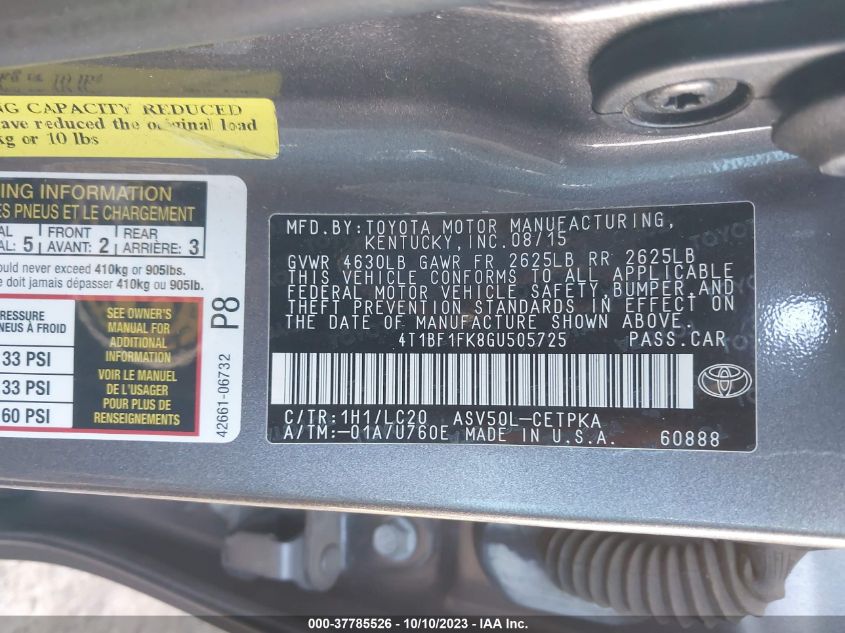 NG CAPACITY REDUCED
ave reduced the original load
kg or 10 lbs
ING INFORMATION
ES PNEUS ET LE CHARGEMENT
AL
AL: 5
FRONT
AVANT: 2
REAR
ARRIÈRE: 3
ould never exceed 410kg or 905lbs.
e doit jamais dépasser 410kg ou 905lb.
PRESSURE
NEUS À FROID
33 PSI
33 PSI
60 PSI
SEE OWNER'S
MANUAL FOR
ADDITIONAL
INFORMATION
VOIR LE MANUEL
DE L'USAGER
POUR PLUS DE
RENSEIGNEMENTS
P8
42661-06732
MFD.BY:TOYOTA MOTOR MANUFACTURING,
KENTUCKY,INC.08/15
GVWR 4630LB GAWR FR 2625LB RR 2625LB
THIS VEHICLE CONFORMS TO ALL APPLICABLE
FEDERAL MOTOR VEHICLE SAFETY,BUMPER AND
THEFT PREVENTION STANDARDS IN EFFECT ON
THE DATE OF MANUFACTURE SHOWN ABOVE.
4T1BF1FK8GU505725 PASS.CAR
C/TR:1H1/LC20 ASV50L-CETPKA
A/TM:-01A/U760E MADE IN U.S.A. 60888
000-37785526 - 10/10/2023 - IAA Inc.